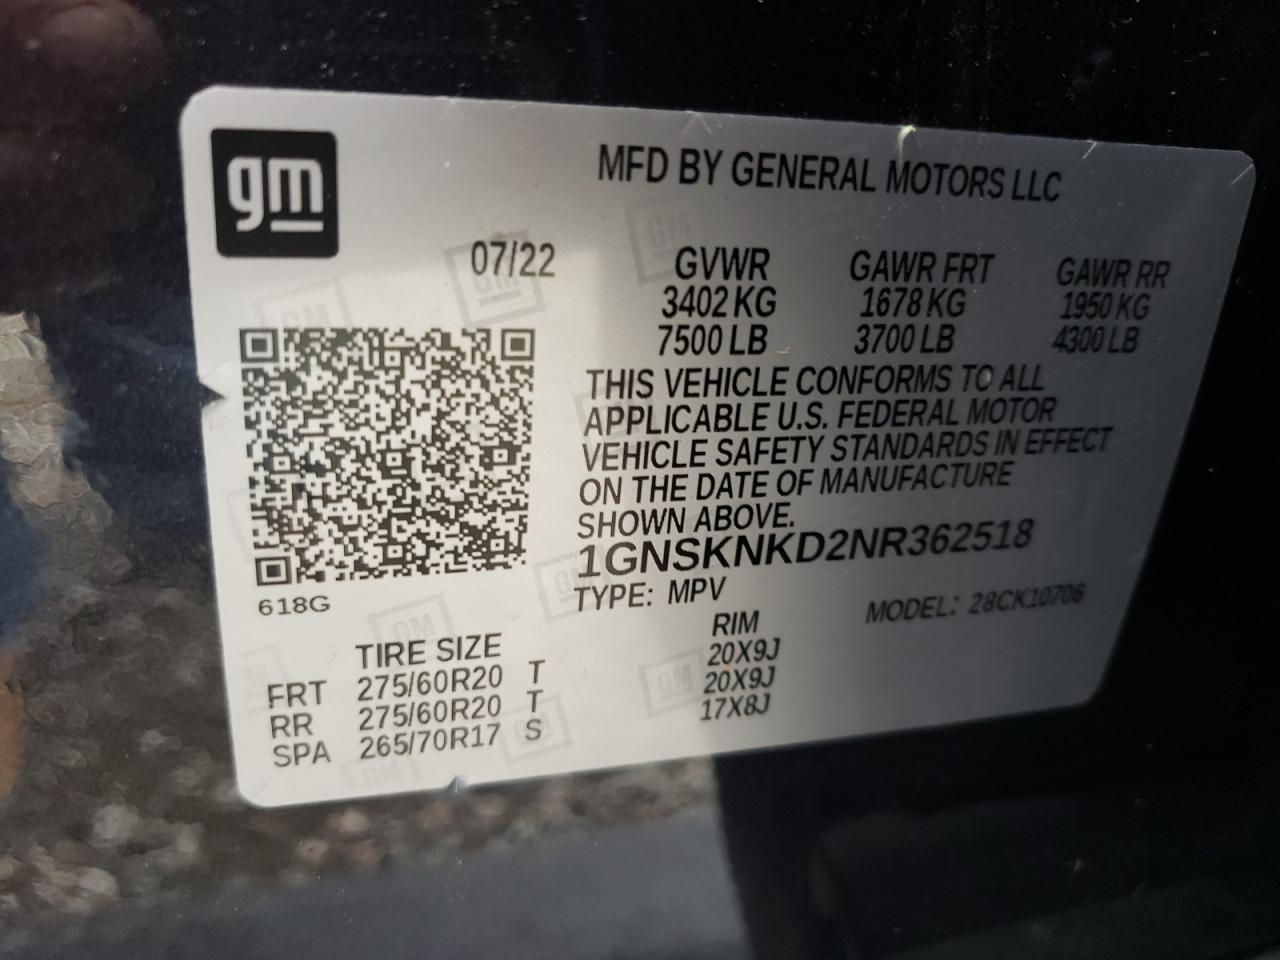 gm
MFD BY GENERAL MOTORS LLC
07/22 GVWR GAWR FRT GAWR RR
3402 KG 1678 KG 1950 KG
7500 LB 3700 LB 4300 LB
THIS VEHICLE CONFORMS TO ALL
APPLICABLE U.S. FEDERAL MOTOR
VEHICLE SAFETY STANDARDS IN EFFECT
ON THE DATE OF MANUFACTURE
SHOWN ABOVE.
1GNSKNKD2NR362518
618G
TYPE: MPV MODEL: 28CK10706
TIRE SIZE RIM
FRT 275/60R20 T 20X9J
RR 275/60R20 T 20X9J
SPA 265/70R17 S 17X8J